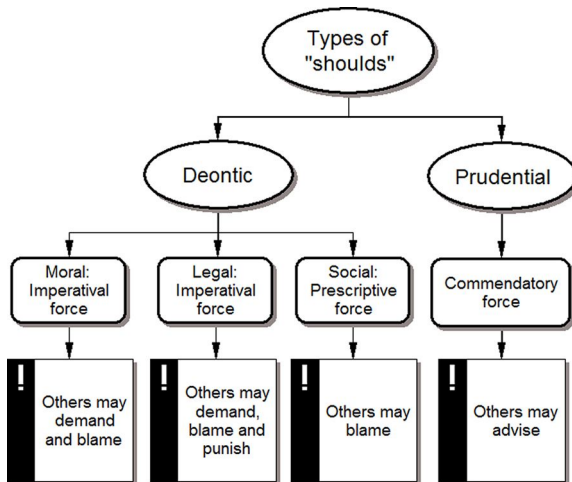 Types of
"shoulds"
Deontic
Prudential
Moral:
Imperatival
force
Legal:
Imperatival
force
Social:
Prescriptive
force
Commendatory
force
!
Others may
demand
and blame
!
Others may
demand,
blame and
punish
!
Others may
blame
!
Others may
advise